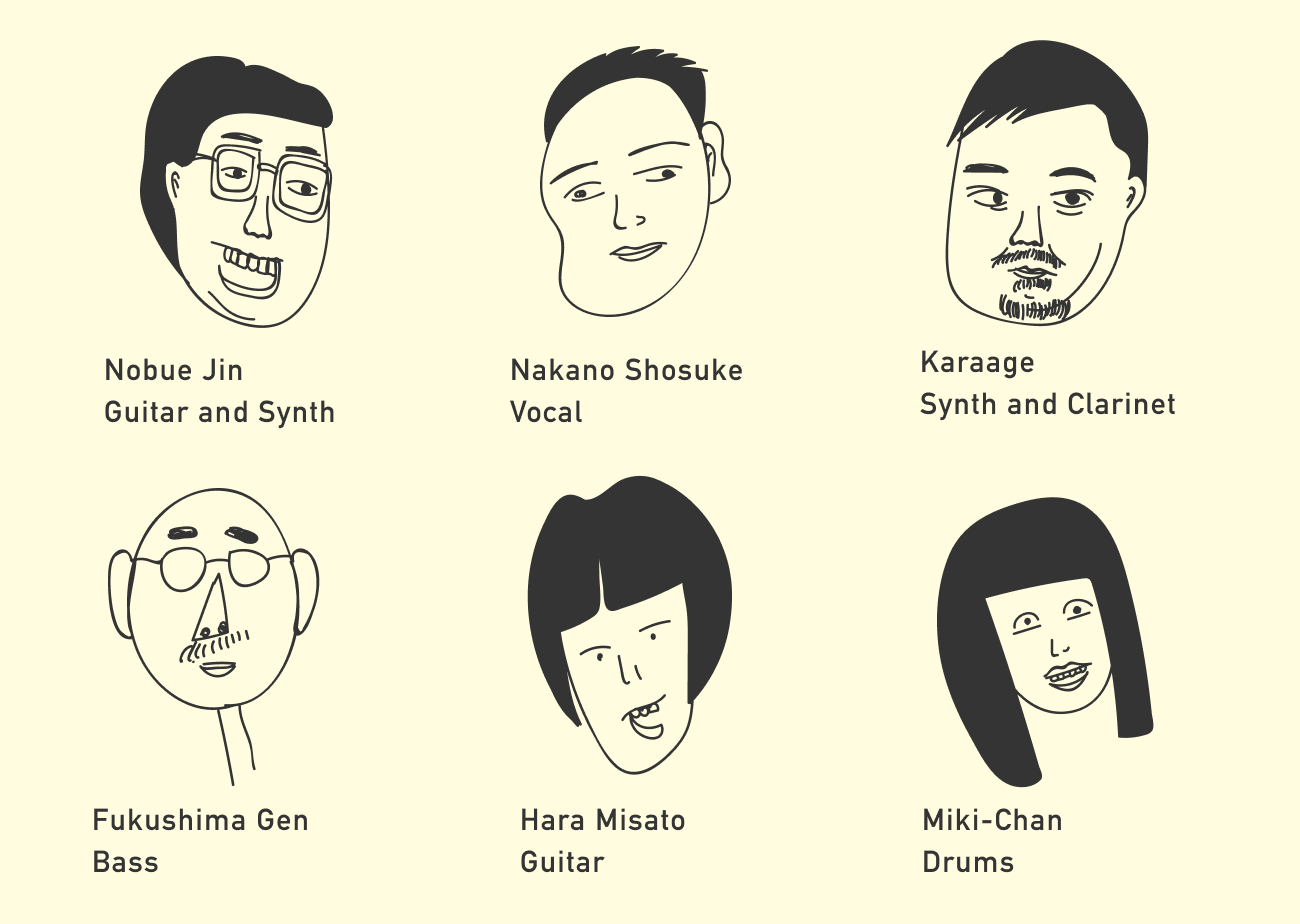 Nobue Jin
Guitar and Synth
Nakano Shosuke
Vocal
Karaage
Synth and Clarinet
Fukushima Gen
Bass
Hara Misato
Guitar
Miki-Chan
Drums